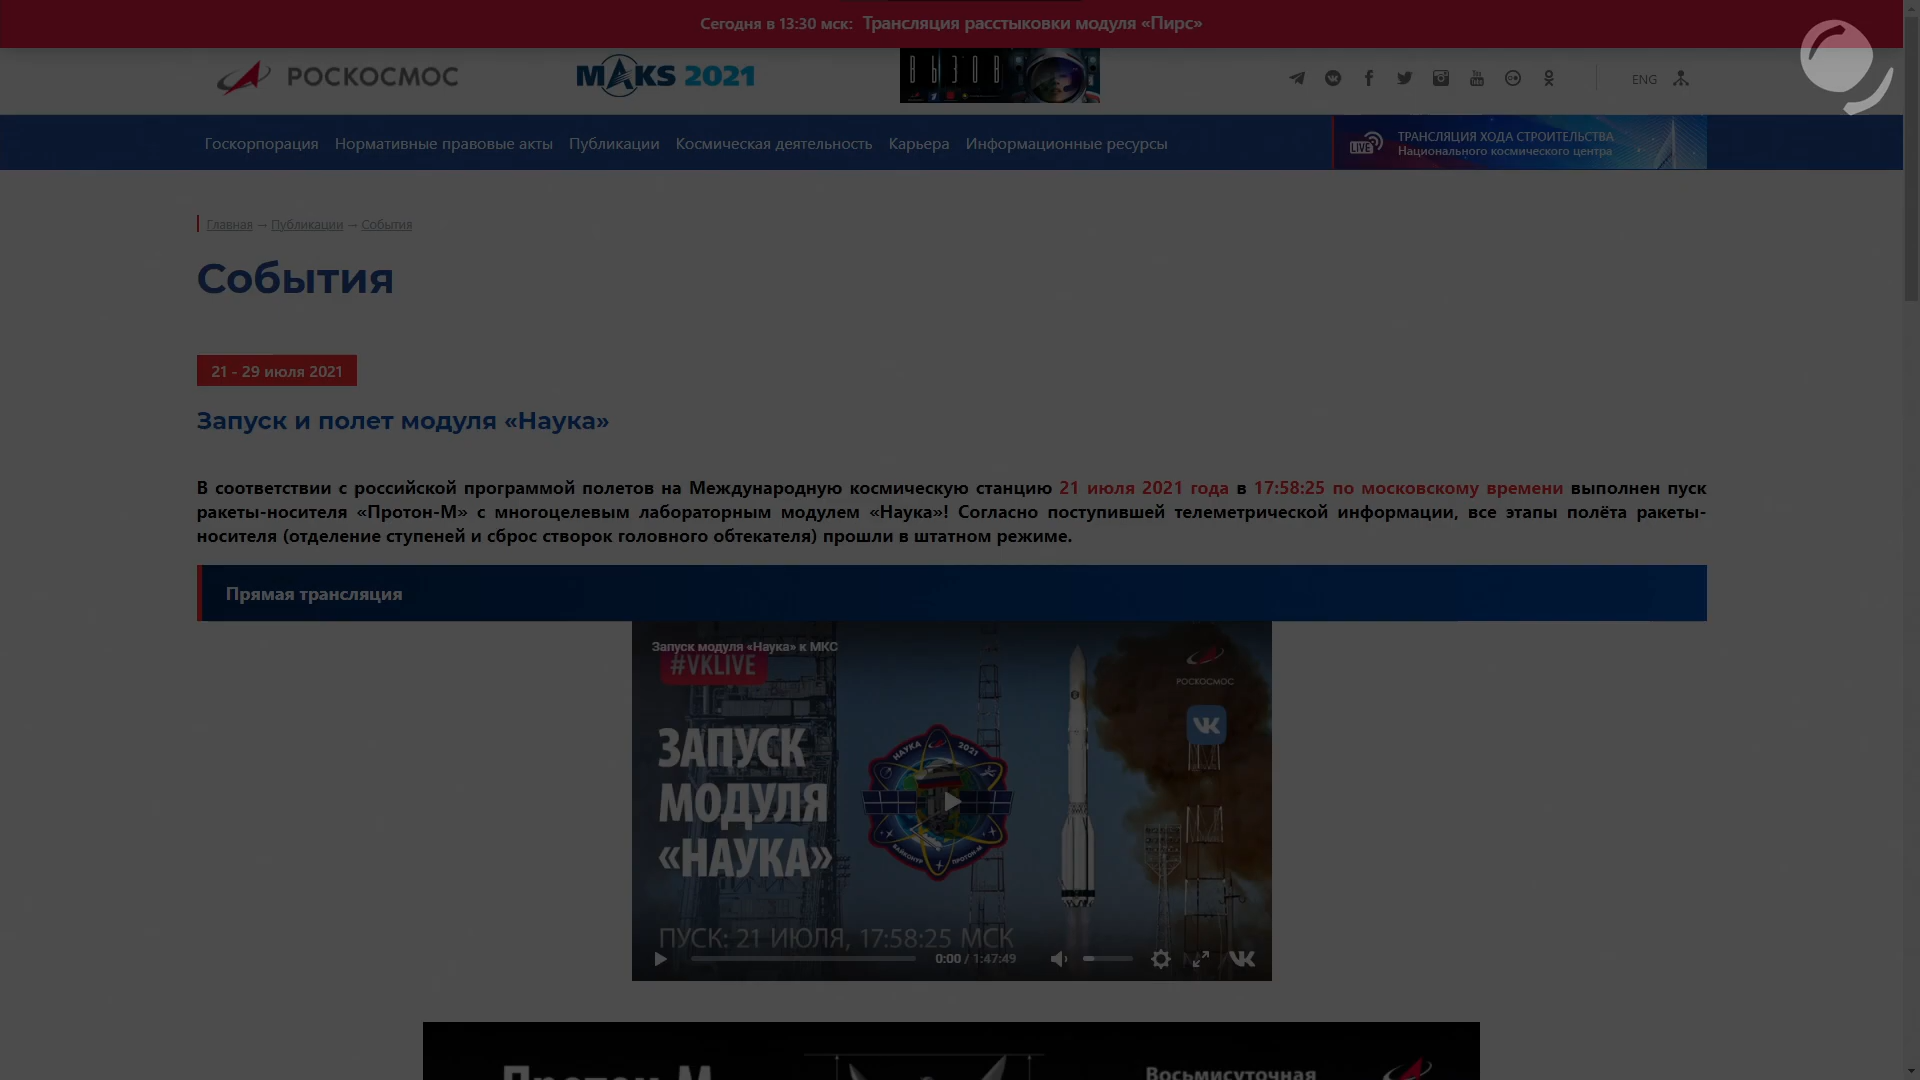 Сегодня в 13:30 мск: Трансляция расстыковки модуля «Пирс»
РОСКОСМОС
MAKS 2021
ВЫЗОВ
ENG
Госкорпорация Нормативные правовые акты Публикации Космическая деятельность Карьера Информационные ресурсы
LIVE
ТРАНСЛЯЦИЯ ХОДА СТРОИТЕЛЬСТВА
Национального космического центра
Главная → Публикации → События
События
21 - 29 июля 2021
Запуск и полет модуля «Наука»
В соответствии с российской программой полетов на Международную космическую станцию 21 июля 2021 года в 17:58:25 по московскому времени выполнен пуск
ракеты-носителя «Протон-М» с многоцелевым лабораторным модулем «Наука»! Согласно поступившей телеметрической информации, все этапы полёта ракеты-
носителя (отделение ступеней и сброс створок головного обтекателя) прошли в штатном режиме.
Прямая трансляция
Запуск модуля «Наука» к МКС
#VKLIVE
РОСКОСМОС
ЗАПУСК
МОДУЛЯ
«НАУКА»
НАУКА 2021
БАЙКОНУР ПРОТОН-М
ПУСК: 21 ИЮЛЯ, 17:58:25 МСК
0:00 / 1:47:49
Протон-М
Восьмисуточная